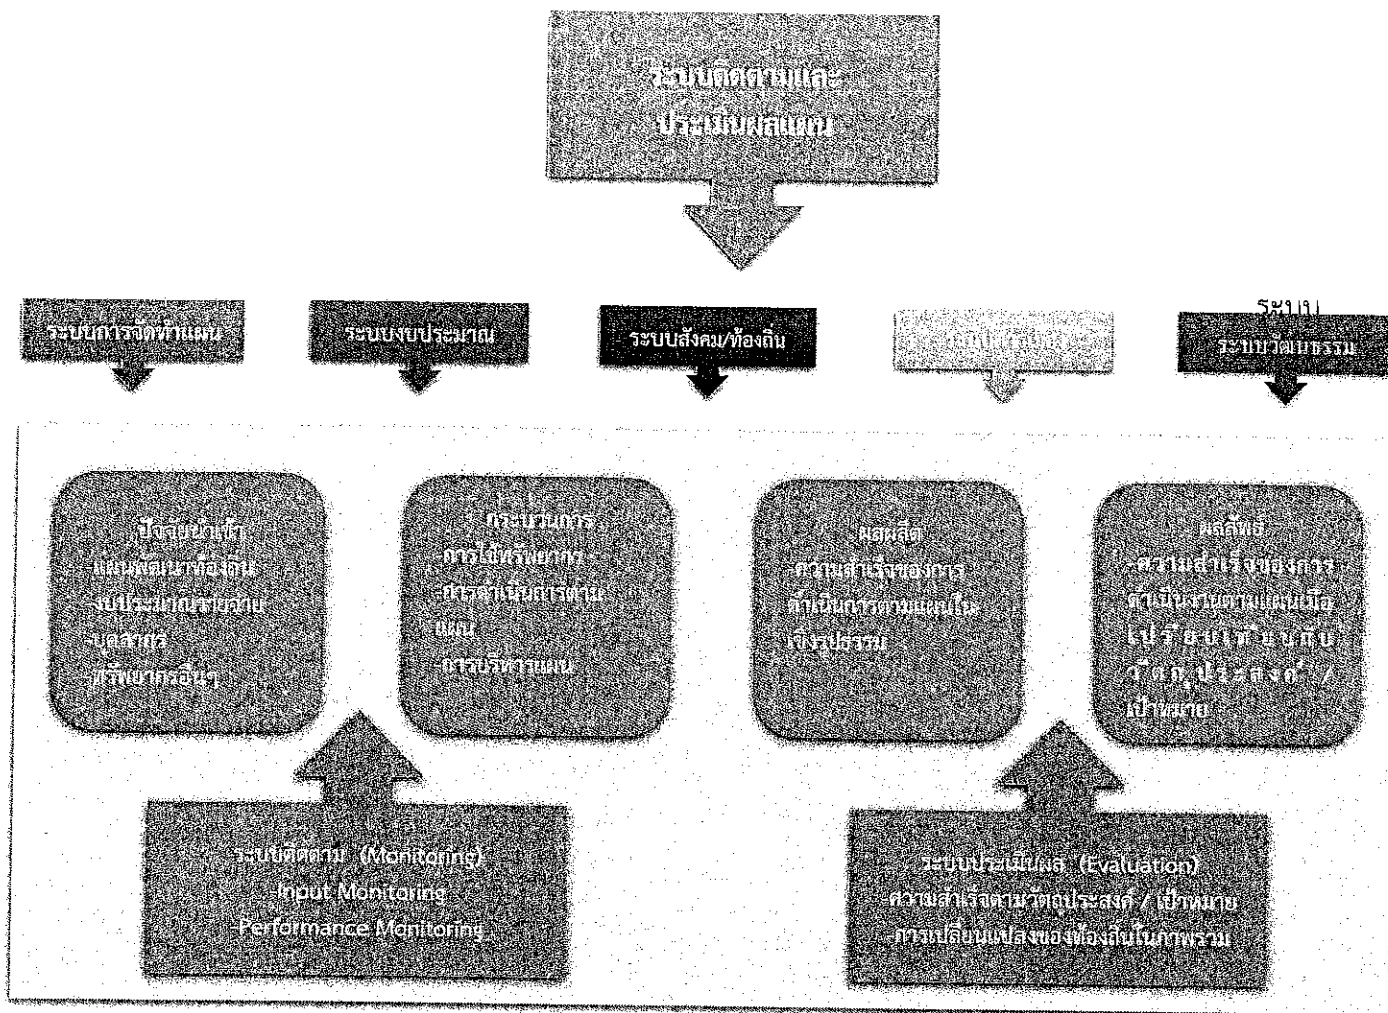 ระบบติดตามและ
ประเมินผลแผน
ระบบการจัดทำแผน
ระบบงบประมาณ
ระบบสังคม/ท้องถิ่น
ระบบ
ระบบวัฒนธรรม
ปัจจัยนำเข้า
-แผนพัฒนาท้องถิ่น
-งบประมาณรายจ่าย
-บุคลากร
-ทรัพยากรอื่นๆ
กระบวนการ
-การใช้ทรัพยากร
-การดำเนินการตาม
แผน
-การบริหารแผน
ผลผลิต
-ความสำเร็จของการ
ดำเนินการตามแผนใน
เชิงรูปธรรม
ผลลัพธ์
-ความสำเร็จของการ
ดำเนินงานตามแผนเมื่อ
เปรียบเทียบกับ
วัตถุประสงค์ /
เป้าหมาย
ระบบติดตาม (Monitoring)
-Input Monitoring
-Performance Monitoring
ระบบประเมินผล (Evaluation)
-ความสำเร็จตามวัตถุประสงค์ / เป้าหมาย
-การเปลี่ยนแปลงของท้องถิ่นในภาพรวม